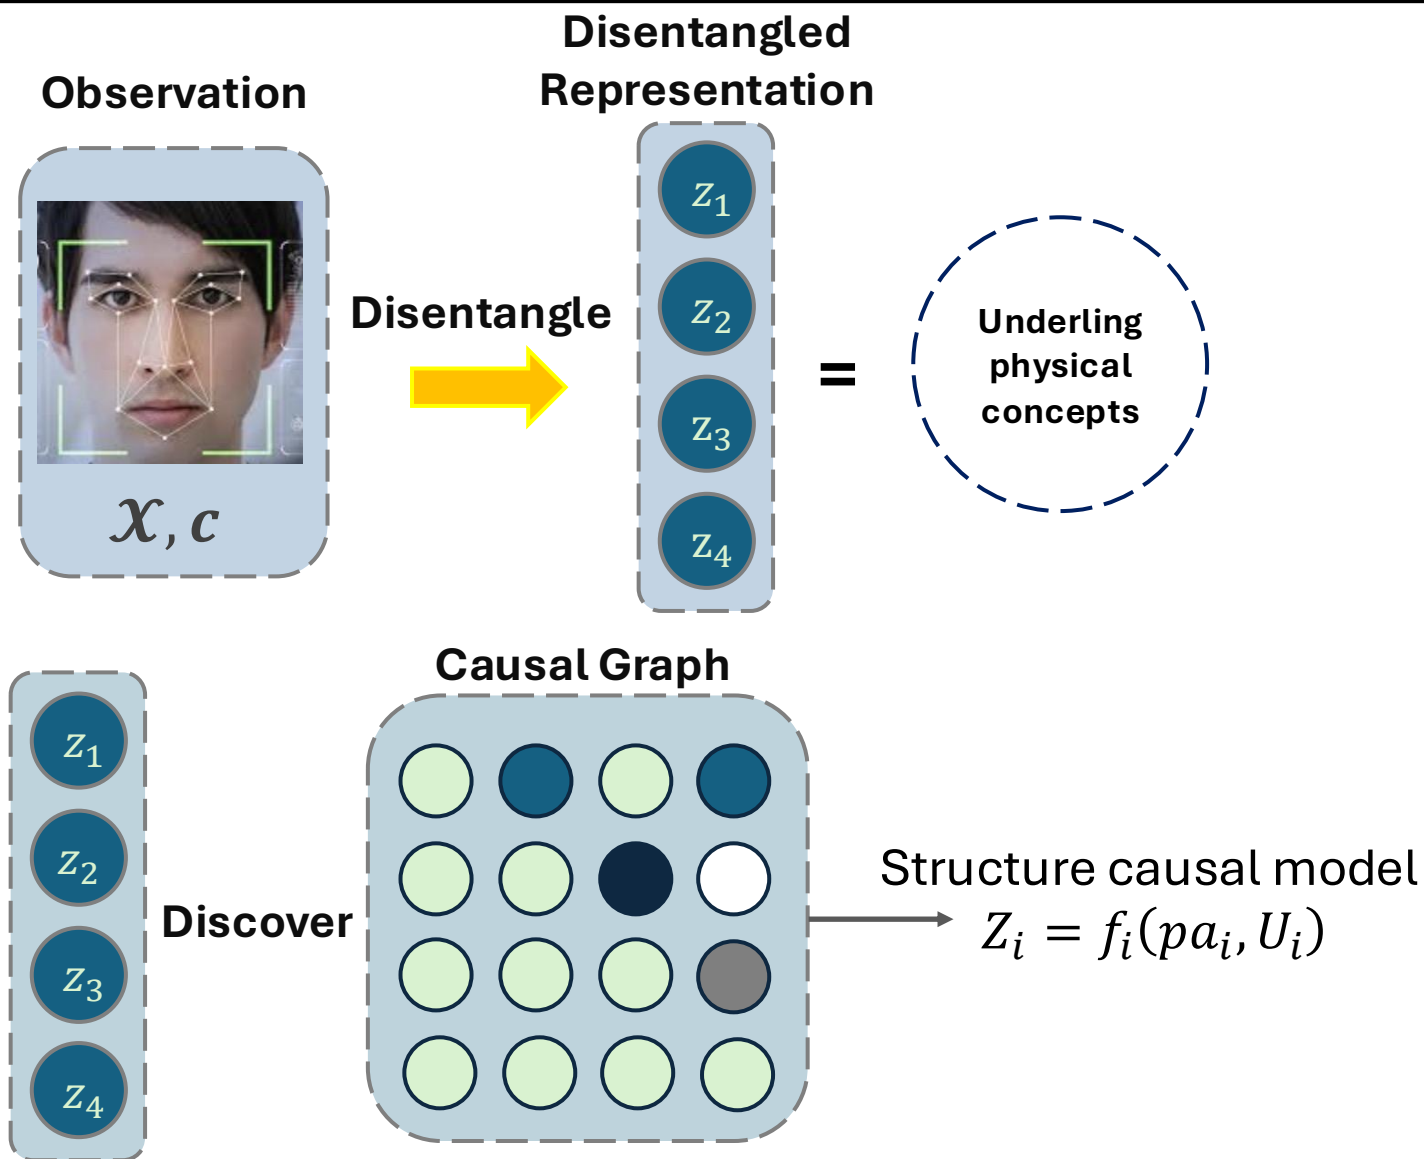 Disentangled
Representation
Observation
z₁
z₂
z₃
z₄
Disentangle
=
Underling
physical
concepts
𝒳, c
Causal Graph
z₁
z₂
z₃
z₄
Discover
Structure causal model
Zᵢ = fᵢ(paᵢ, Uᵢ)